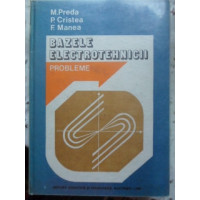 M. Preda
P. Cristea
F. Manea
BAZELE
ELECTROTEHNICII
PROBLEME